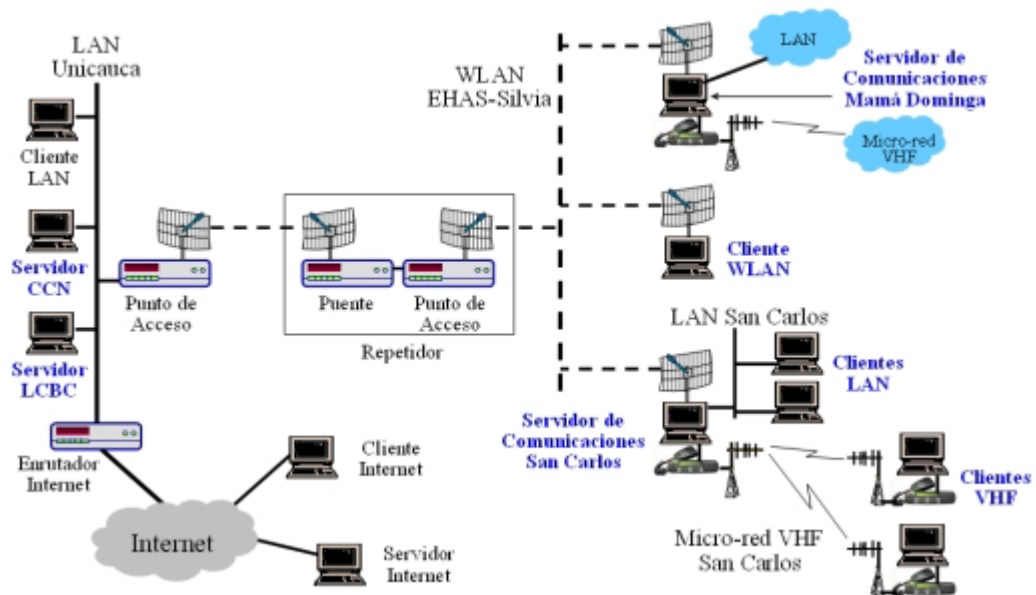 LAN
Unicauca
Cliente
LAN
Servidor
CCN
Servidor
LCBC
Enrutador
Internet
Punto de
Acceso
Puente
Punto de
Acceso
Repetidor
Internet
Cliente
Internet
Servidor
Internet
WLAN
EHAS-Silvia
LAN
Servidor de
Comunicaciones
Mamá Dominga
Micro-red
VHF
Cliente
WLAN
LAN San Carlos
Clientes
LAN
Servidor de
Comunicaciones
San Carlos
Clientes
VHF
Micro-red VHF
San Carlos